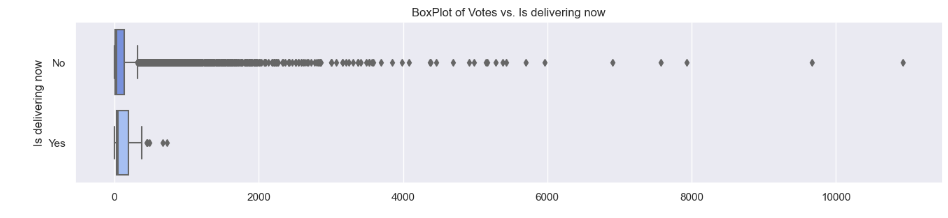 BoxPlot of Votes vs. Is delivering now
Is delivering now
No
Yes
0 2000 4000 6000 8000 10000